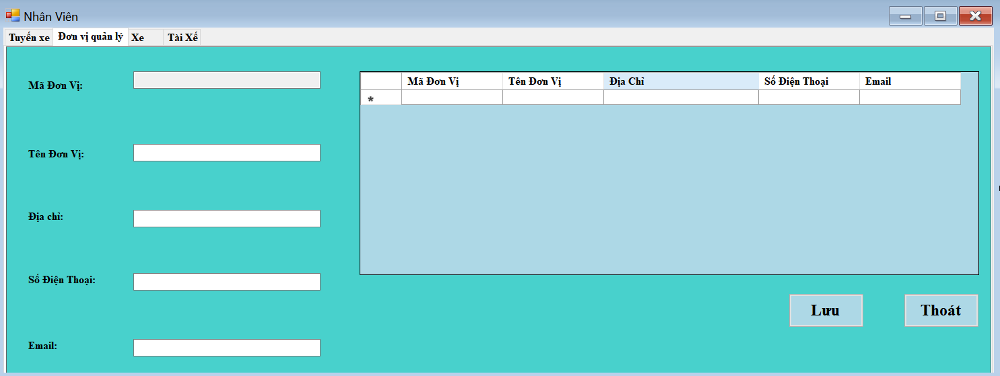 Nhân Viên
Tuyến xe Đơn vị quản lý Xe Tài Xế
Mã Đơn Vị:
Tên Đơn Vị:
Địa chỉ:
Số Điện Thoại:
Email:
Mã Đơn Vị Tên Đơn Vị Địa Chỉ Số Điện Thoại Email
*
Lưu Thoát